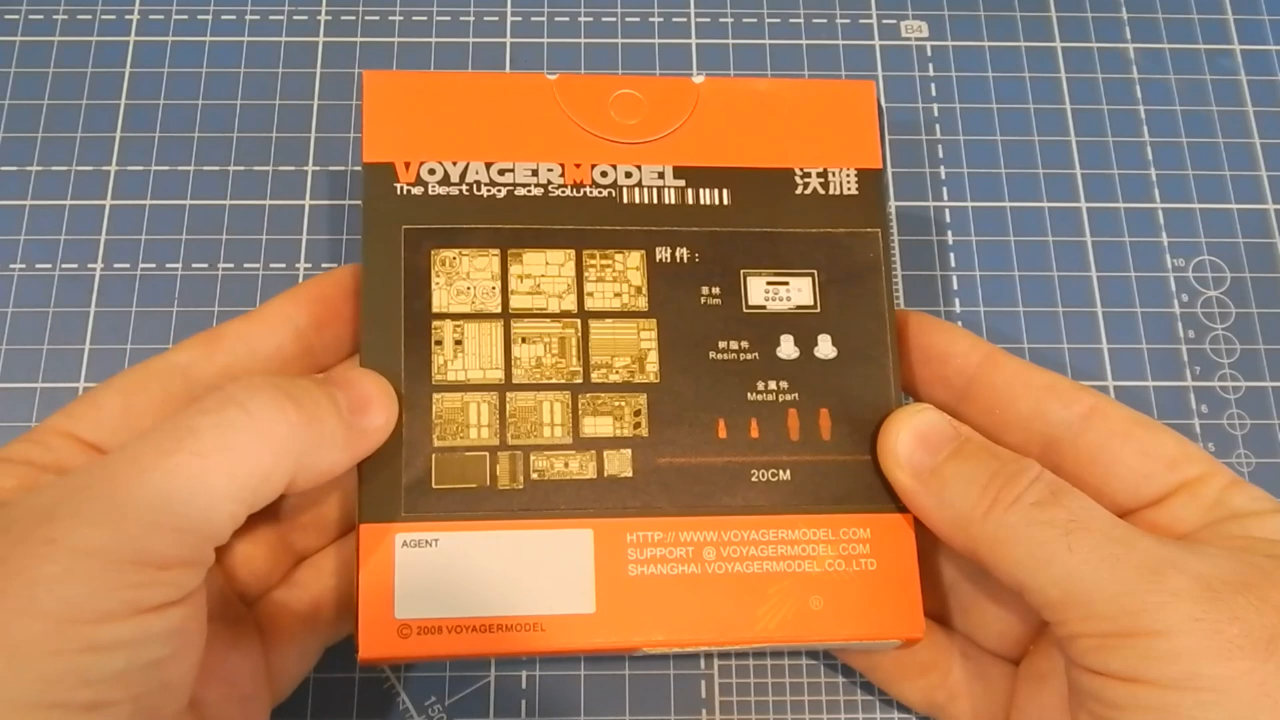 B4
VOYAGERMODEL
The Best Upgrade Solution
沃雅
附件:
菲林
Film
树脂件
Resin part
金属件
Metal part
20CM
AGENT
HTTP:// WWW.VOYAGERMODEL.COM
SUPPORT @ VOYAGERMODEL.COM
SHANGHAI VOYAGERMODEL.CO.,LTD
®
© 2008 VOYAGERMODEL
10
9
8
7
6
5
150